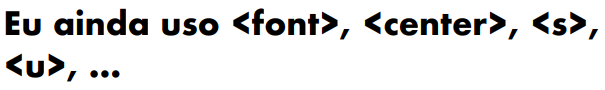 Eu ainda uso <font>, <center>, <s>,
<u>, ...